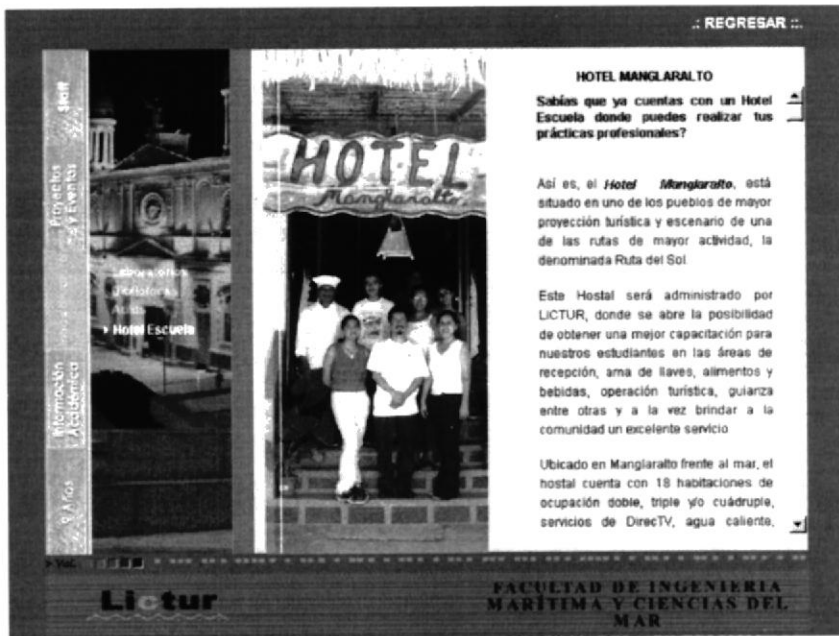 .: REGRESAR ::.
HOTEL MANGLARALTO
Sabías que ya cuentas con un Hotel
Escuela donde puedes realizar tus
prácticas profesionales?
Así es, el Hotel Manglaralto, está
situado en uno de los pueblos de mayor
proyección turística y escenario de una
de las rutas de mayor actividad, la
denominada Ruta del Sol
Este Hostal será administrado por
LICTUR, donde se abre la posibilidad
de obtener una mejor capacitación para
nuestros estudiantes en las áreas de
recepción, ama de llaves, alimentos y
bebidas, operación turística, guianza
entre otras y a la vez brindar a la
comunidad un excelente servicio
Ubicado en Manglaralto frente al mar, el
hostal cuenta con 18 habitaciones de
ocupación doble, triple y/o cuádruple,
servicios de DirecTV, agua caliente,
HOTEL
Manglaralto
Staff
Proyectos
y Eventos
Información
Académica
9 Años
Laboratorios
Hotel Escuela
Vol.
Lictur
FACULTAD DE INGENIERIA
MARÍTIMA Y CIENCIAS DEL
MAR